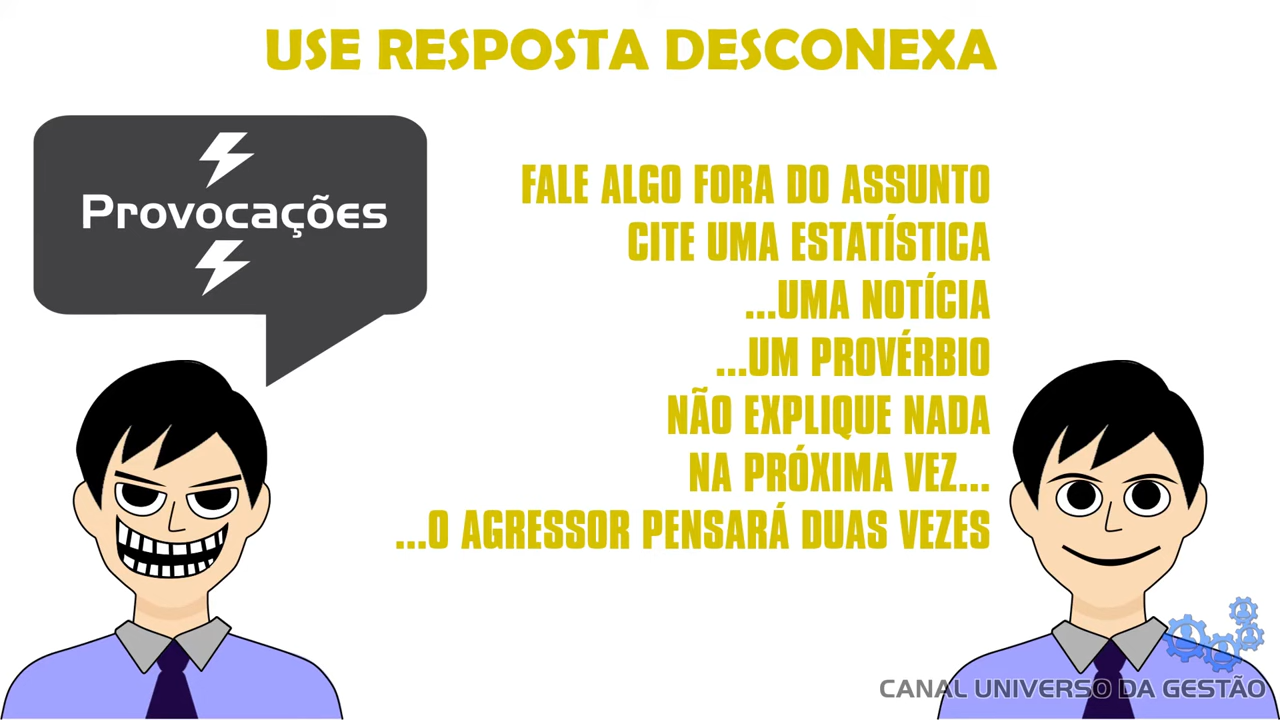 USE RESPOSTA DESCONEXA
Provocações
FALE ALGO FORA DO ASSUNTO
CITE UMA ESTATÍSTICA
...UMA NOTÍCIA
...UM PROVÉRBIO
NÃO EXPLIQUE NADA
NA PRÓXIMA VEZ...
...O AGRESSOR PENSARÁ DUAS VEZES
CANAL UNIVERSO DA GESTÃO